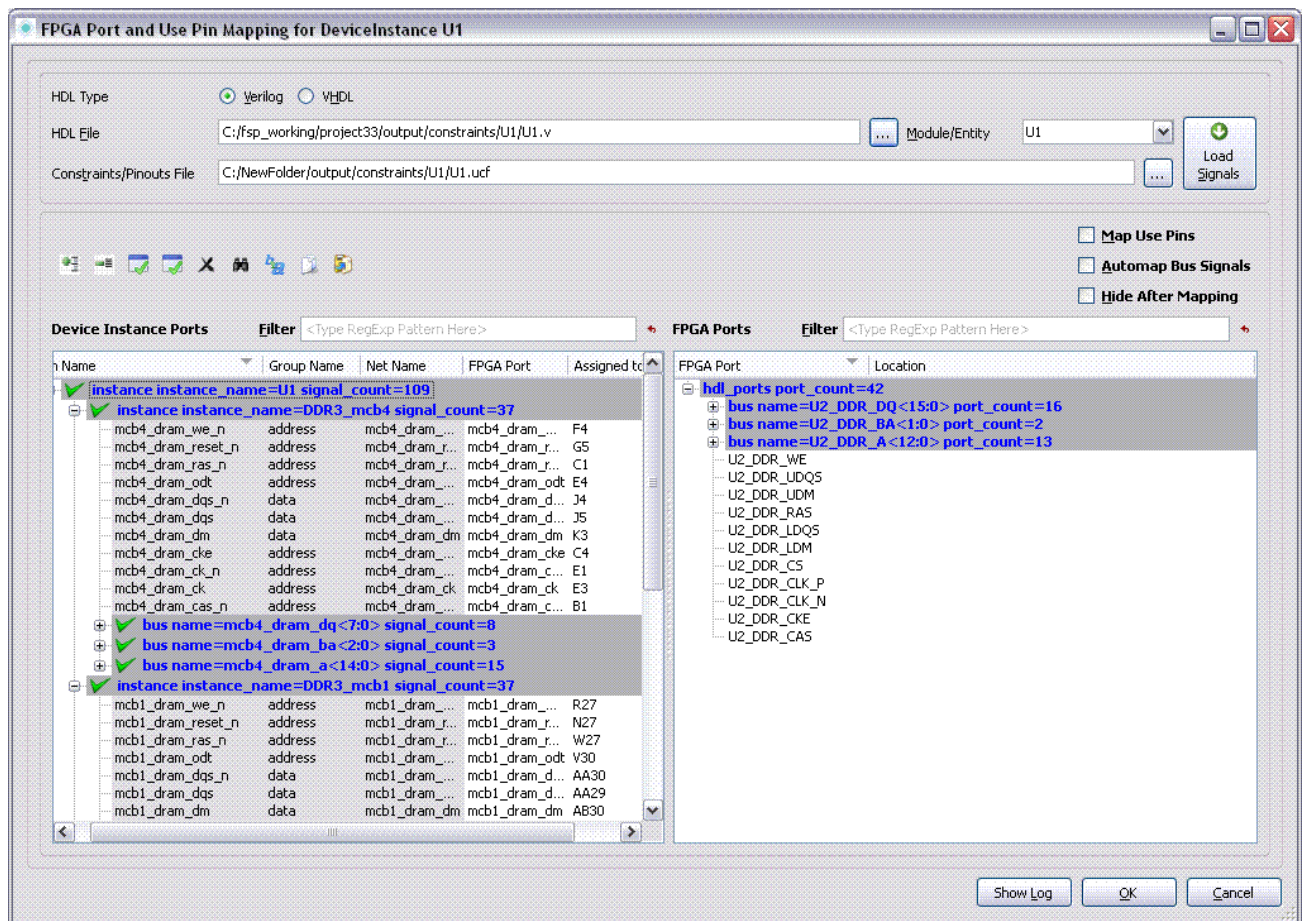 FPGA Port and Use Pin Mapping for DeviceInstance U1
HDL Type Verilog VHDL
HDL File C:/fsp_working/project33/output/constraints/U1/U1.v ... Module/Entity U1
Load Signals
Constraints/Pinouts File C:/NewFolder/output/constraints/U1/U1.ucf ...
Map Use Pins
Automap Bus Signals
Hide After Mapping
Device Instance Ports Filter <Type RegExp Pattern Here> FPGA Ports Filter <Type RegExp Pattern Here>
Name Group Name Net Name FPGA Port Assigned to
instance instance_name=U1 signal_count=109
instance instance_name=DDR3_mcb4 signal_count=37
mcb4_dram_we_n address mcb4_dram_... mcb4_dram_... F4
mcb4_dram_reset_n address mcb4_dram_r... mcb4_dram_r... G5
mcb4_dram_ras_n address mcb4_dram_r... mcb4_dram_r... C1
mcb4_dram_odt address mcb4_dram_... mcb4_dram_odt E4
mcb4_dram_dqs_n data mcb4_dram_... mcb4_dram_d... J4
mcb4_dram_dqs data mcb4_dram_... mcb4_dram_d... J5
mcb4_dram_dm data mcb4_dram_dm mcb4_dram_dm K3
mcb4_dram_cke address mcb4_dram_... mcb4_dram_cke C4
mcb4_dram_ck_n address mcb4_dram_... mcb4_dram_c... E1
mcb4_dram_ck address mcb4_dram_ck mcb4_dram_ck E3
mcb4_dram_cas_n address mcb4_dram_... mcb4_dram_c... B1
bus name=mcb4_dram_dq<7:0> signal_count=8
bus name=mcb4_dram_ba<2:0> signal_count=3
bus name=mcb4_dram_a<14:0> signal_count=15
instance instance_name=DDR3_mcb1 signal_count=37
mcb1_dram_we_n address mcb1_dram_... mcb1_dram_... R27
mcb1_dram_reset_n address mcb1_dram_r... mcb1_dram_r... N27
mcb1_dram_ras_n address mcb1_dram_r... mcb1_dram_r... W27
mcb1_dram_odt address mcb1_dram_... mcb1_dram_odt V30
mcb1_dram_dqs_n data mcb1_dram_... mcb1_dram_d... AA30
mcb1_dram_dqs data mcb1_dram_... mcb1_dram_d... AA29
mcb1_dram_dm data mcb1_dram_dm mcb1_dram_dm AB30
FPGA Port Location
hdl_ports port_count=42
bus name=U2_DDR_DQ<15:0> port_count=16
bus name=U2_DDR_BA<1:0> port_count=2
bus name=U2_DDR_A<12:0> port_count=13
U2_DDR_WE
U2_DDR_UDQS
U2_DDR_UDM
U2_DDR_RAS
U2_DDR_LDQS
U2_DDR_LDM
U2_DDR_CS
U2_DDR_CLK_P
U2_DDR_CLK_N
U2_DDR_CKE
U2_DDR_CAS
Show Log OK Cancel